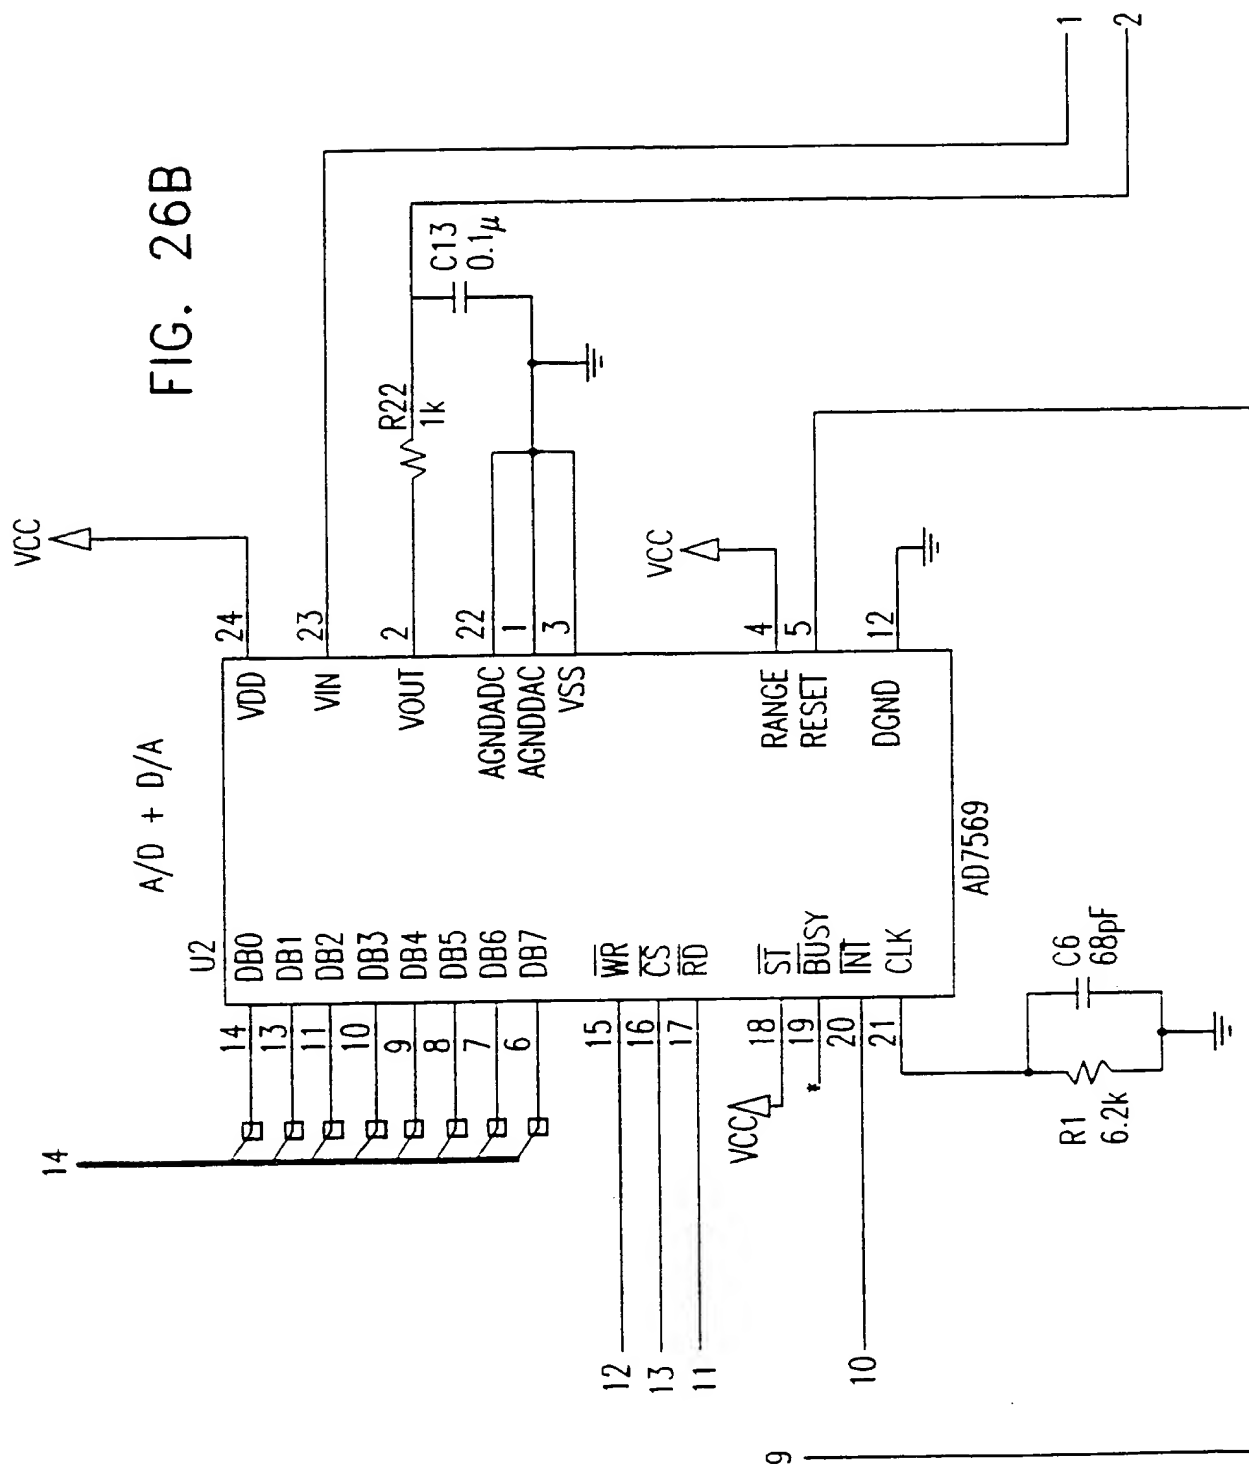 FIG. 26B
A/D + D/A
U2
AD7569
14
14 DB0
13 DB1
11 DB2
10 DB3
9 DB4
8 DB5
7 DB6
6 DB7
12
15 WR
13
16 CS
11
17 RD
VCC
18 ST
*
19 BUSY
10
20 INT
21 CLK
R1
6.2k
C6
68pF
VDD 24
VCC
VIN 23
1
VOUT 2
R22
1k
C13
0.1μ
2
AGNDADC 22
AGNDDAC 1
VSS 3
RANGE 4
VCC
RESET 5
DGND 12
9